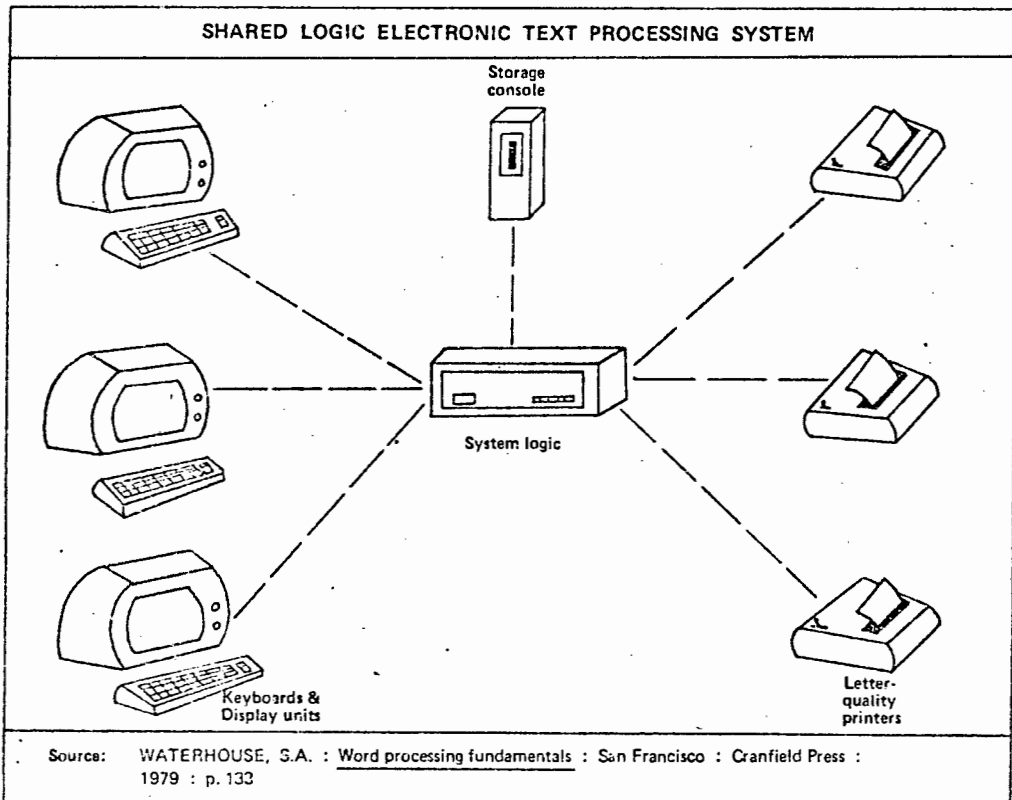 SHARED LOGIC ELECTRONIC TEXT PROCESSING SYSTEM
Storage
console
System logic
Keyboards &
Display units
Letter-
quality
printers
Source: WATERHOUSE, S.A. : Word processing fundamentals : San Francisco : Cranfield Press :
1979 : p. 133